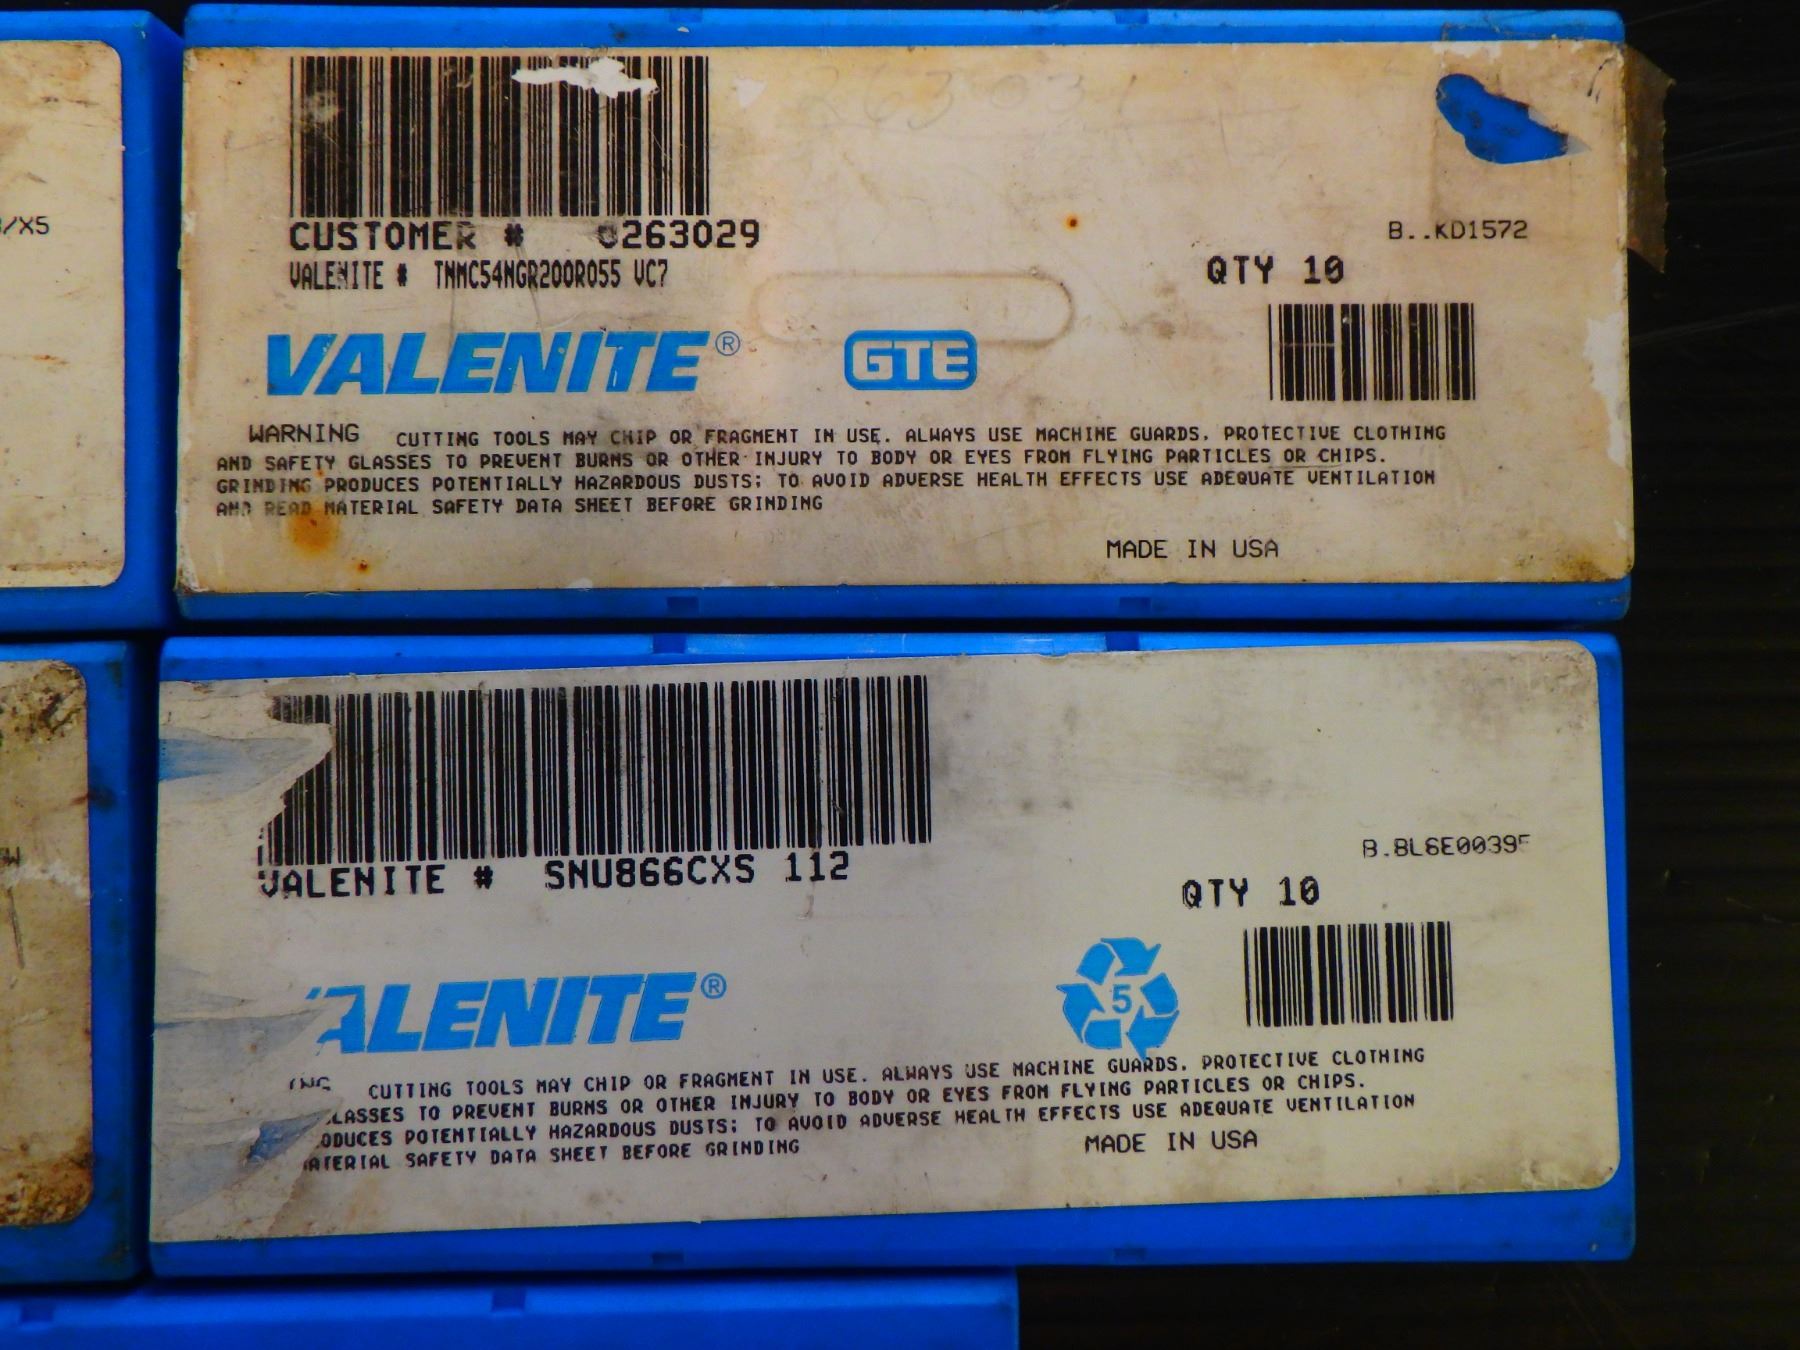 /X5
263031
CUSTOMER # 0263029
B..KD1572
VALENITE # TNMC54NGR200R055 VC7
QTY 10
VALENITE®
GTE
WARNING CUTTING TOOLS MAY CHIP OR FRAGMENT IN USE. ALWAYS USE MACHINE GUARDS, PROTECTIVE CLOTHING
AND SAFETY GLASSES TO PREVENT BURNS OR OTHER INJURY TO BODY OR EYES FROM FLYING PARTICLES OR CHIPS.
GRINDING PRODUCES POTENTIALLY HAZARDOUS DUSTS; TO AVOID ADVERSE HEALTH EFFECTS USE ADEQUATE VENTILATION
AND READ MATERIAL SAFETY DATA SHEET BEFORE GRINDING
MADE IN USA
B.BL6E00395
VALENITE # SNU866CXS 112
QTY 10
ALENITE®
5
ING CUTTING TOOLS MAY CHIP OR FRAGMENT IN USE. ALWAYS USE MACHINE GUARDS, PROTECTIVE CLOTHING
LASSES TO PREVENT BURNS OR OTHER INJURY TO BODY OR EYES FROM FLYING PARTICLES OR CHIPS.
ODUCES POTENTIALLY HAZARDOUS DUSTS; TO AVOID ADVERSE HEALTH EFFECTS USE ADEQUATE VENTILATION
ATERIAL SAFETY DATA SHEET BEFORE GRINDING
MADE IN USA